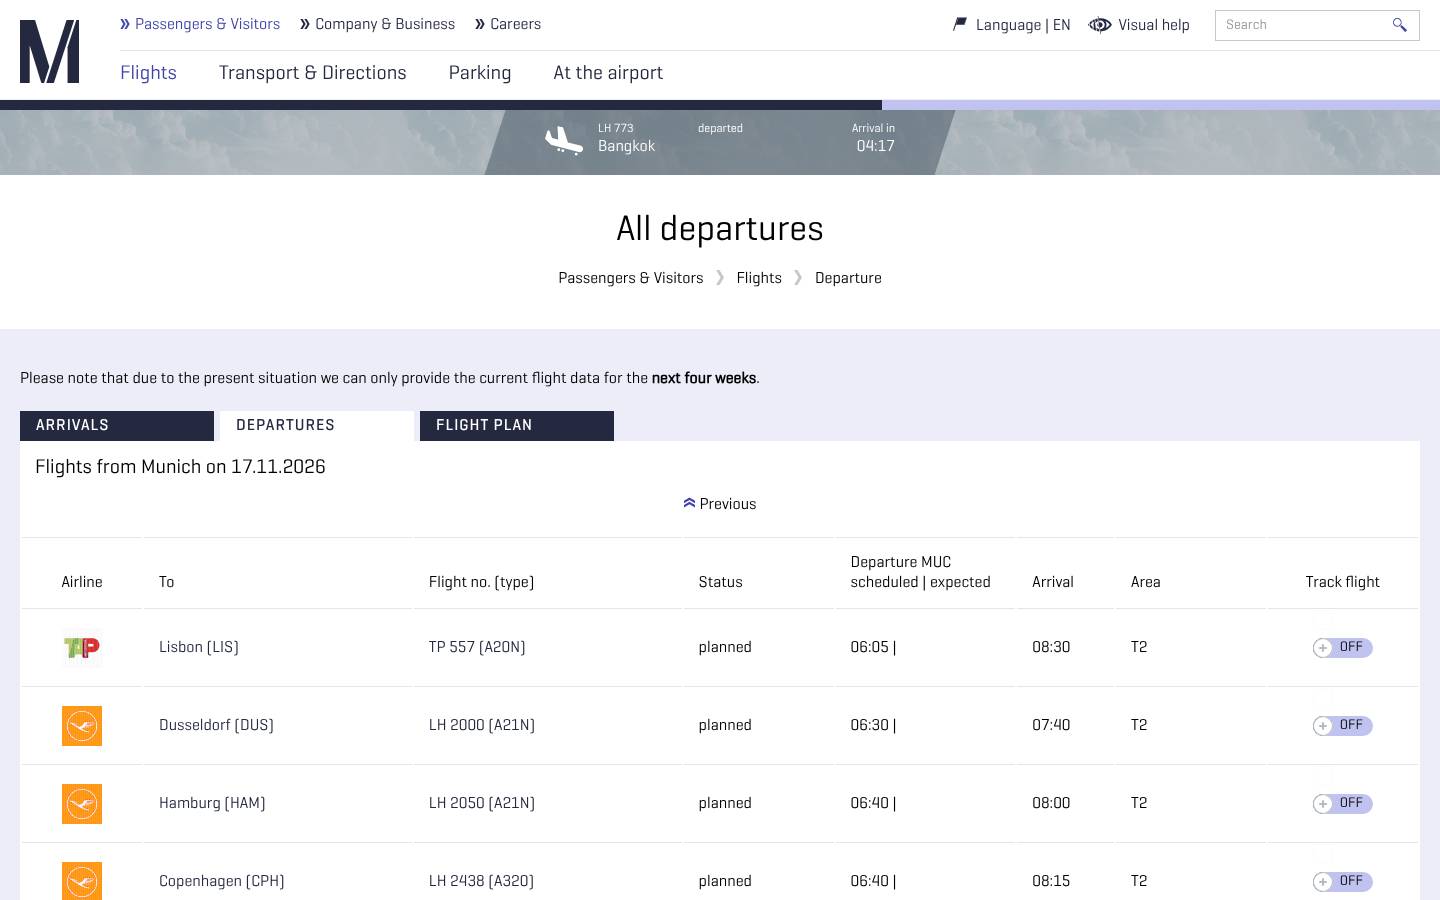 Passengers & Visitors
Company & Business
Careers
Language | EN
Visual help
Search
M
Flights
Transport & Directions
Parking
At the airport
LH 773
departed
Arrival in
Bangkok
04:17
All departures
Passengers & Visitors
Flights
Departure
Please note that due to the present situation we can only provide the current flight data for the next four weeks.
ARRIVALS
DEPARTURES
FLIGHT PLAN
Flights from Munich on 17.11.2026
Previous
Airline
To
Flight no. (type)
Status
Departure MUC
scheduled | expected
Arrival
Area
Track flight
TAP
Lisbon (LIS)
TP 557 (A20N)
planned
06:05 |
08:30
T2
OFF
Dusseldorf (DUS)
LH 2000 (A21N)
planned
06:30 |
07:40
T2
OFF
Hamburg (HAM)
LH 2050 (A21N)
planned
06:40 |
08:00
T2
OFF
Copenhagen (CPH)
LH 2438 (A320)
planned
06:40 |
08:15
T2
OFF